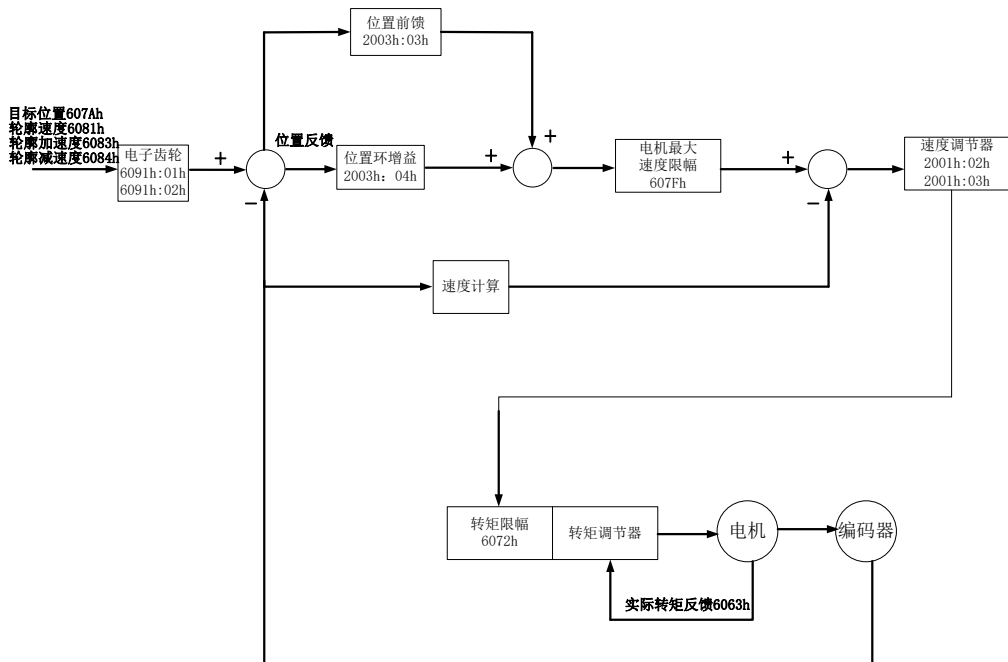 位置前馈
2003h:03h
目标位置607Ah
轮廓速度6081h
轮廓加速度6083h
轮廓减速度6084h
电子齿轮
6091h:01h
6091h:02h
+
−
位置反馈
位置环增益
2003h：04h
+
+
电机最大
速度限幅
607Fh
+
−
速度调节器
2001h:02h
2001h:03h
速度计算
转矩限幅
6072h
转矩调节器
电机
编码器
实际转矩反馈6063h